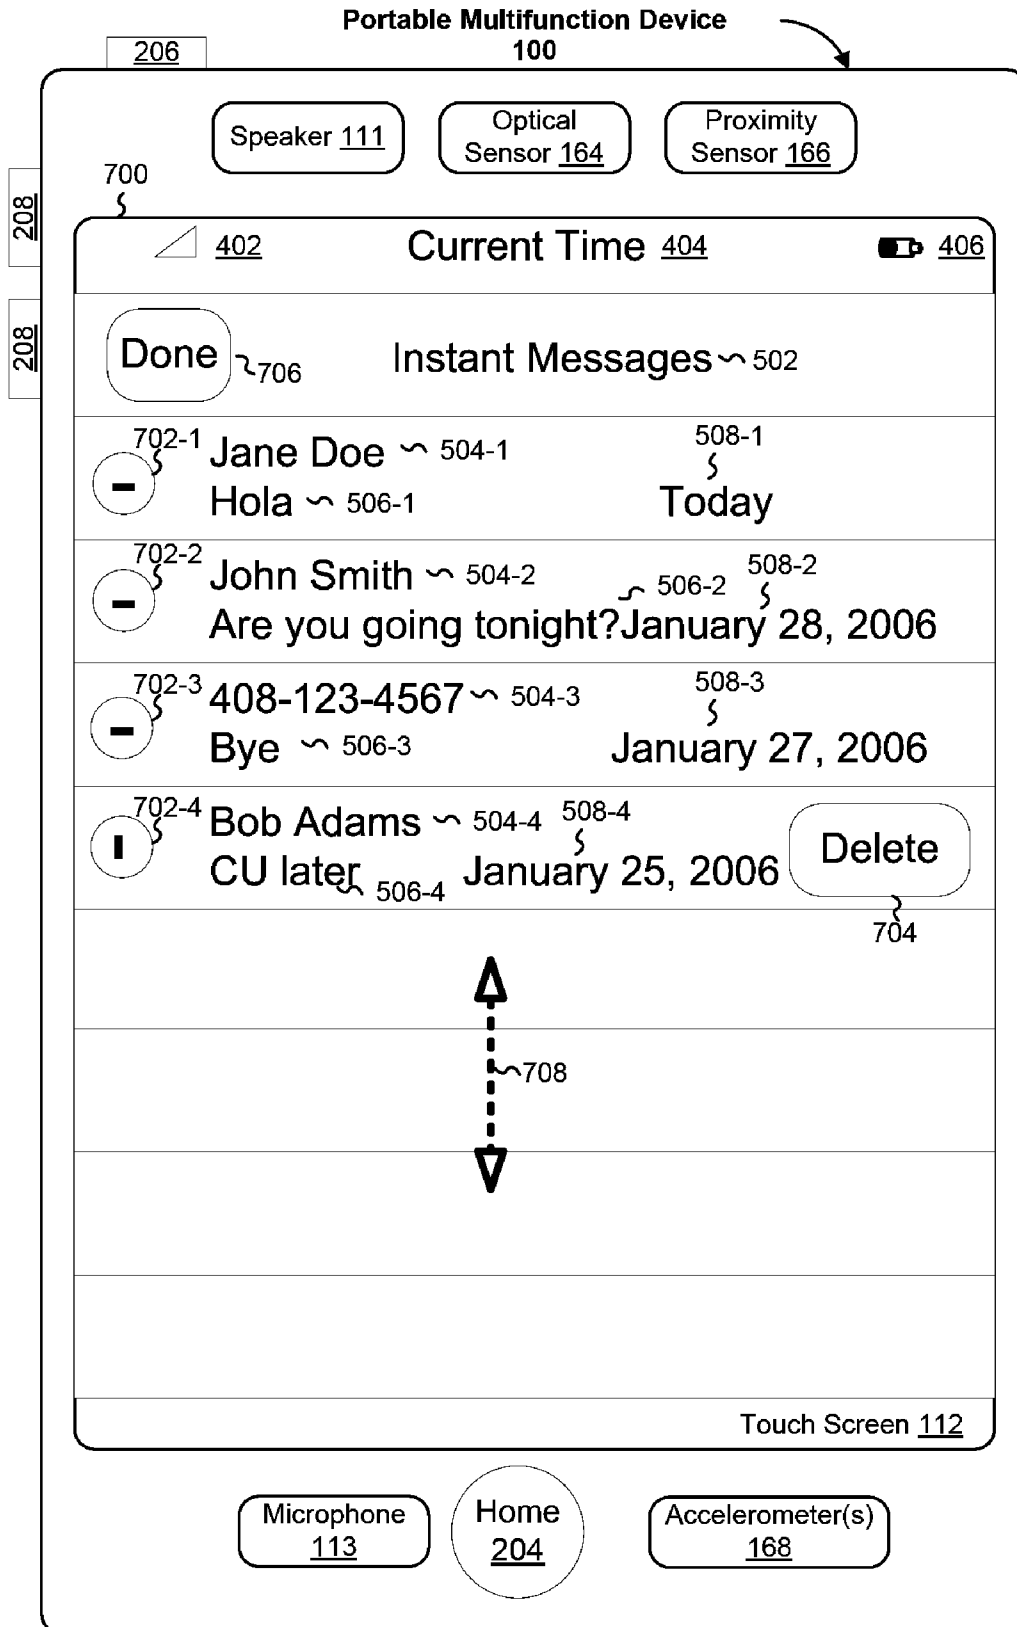 Portable Multifunction Device
100
206
Speaker 111
Optical
Sensor 164
Proximity
Sensor 166
208
700
402
Current Time 404
406
208
Done
706
Instant Messages
502
702-1
Jane Doe
504-1
508-1
Hola
506-1
Today
702-2
John Smith
504-2
506-2
508-2
Are you going tonight?
January 28, 2006
702-3
408-123-4567
504-3
508-3
Bye
506-3
January 27, 2006
702-4
Bob Adams
504-4
508-4
Delete
CU later
506-4
January 25, 2006
704
708
Touch Screen 112
Microphone
113
Home
204
Accelerometer(s)
168